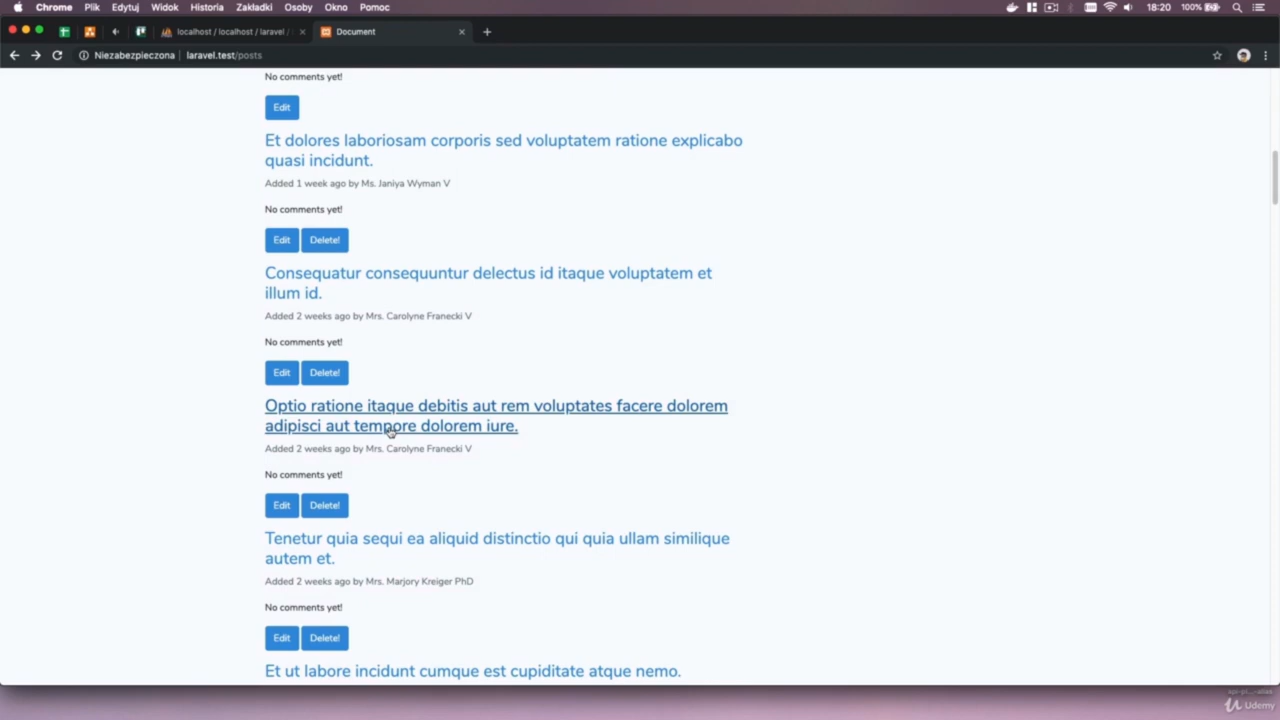 Chrome Plik Edytuj Widok Historia Zakładki Osoby Okno Pomoc 18:20 100%
localhost / localhost / laravel / Document
Niezabezpieczona laravel.test/posts
No comments yet!
Edit
Et dolores laboriosam corporis sed voluptatem ratione explicabo
quasi incidunt.
Added 1 week ago by Ms. Janiya Wyman V
No comments yet!
Edit Delete!
Consequatur consequuntur delectus id itaque voluptatem et
illum id.
Added 2 weeks ago by Mrs. Carolyne Franecki V
No comments yet!
Edit Delete!
Optio ratione itaque debitis aut rem voluptates facere dolorem
adipisci aut tempore dolorem iure.
Added 2 weeks ago by Mrs. Carolyne Franecki V
No comments yet!
Edit Delete!
Tenetur quia sequi ea aliquid distinctio qui quia ullam similique
autem et.
Added 2 weeks ago by Mrs. Marjory Kreiger PhD
No comments yet!
Edit Delete!
Et ut labore incidunt cumque est cupiditate atque nemo.
Udemy